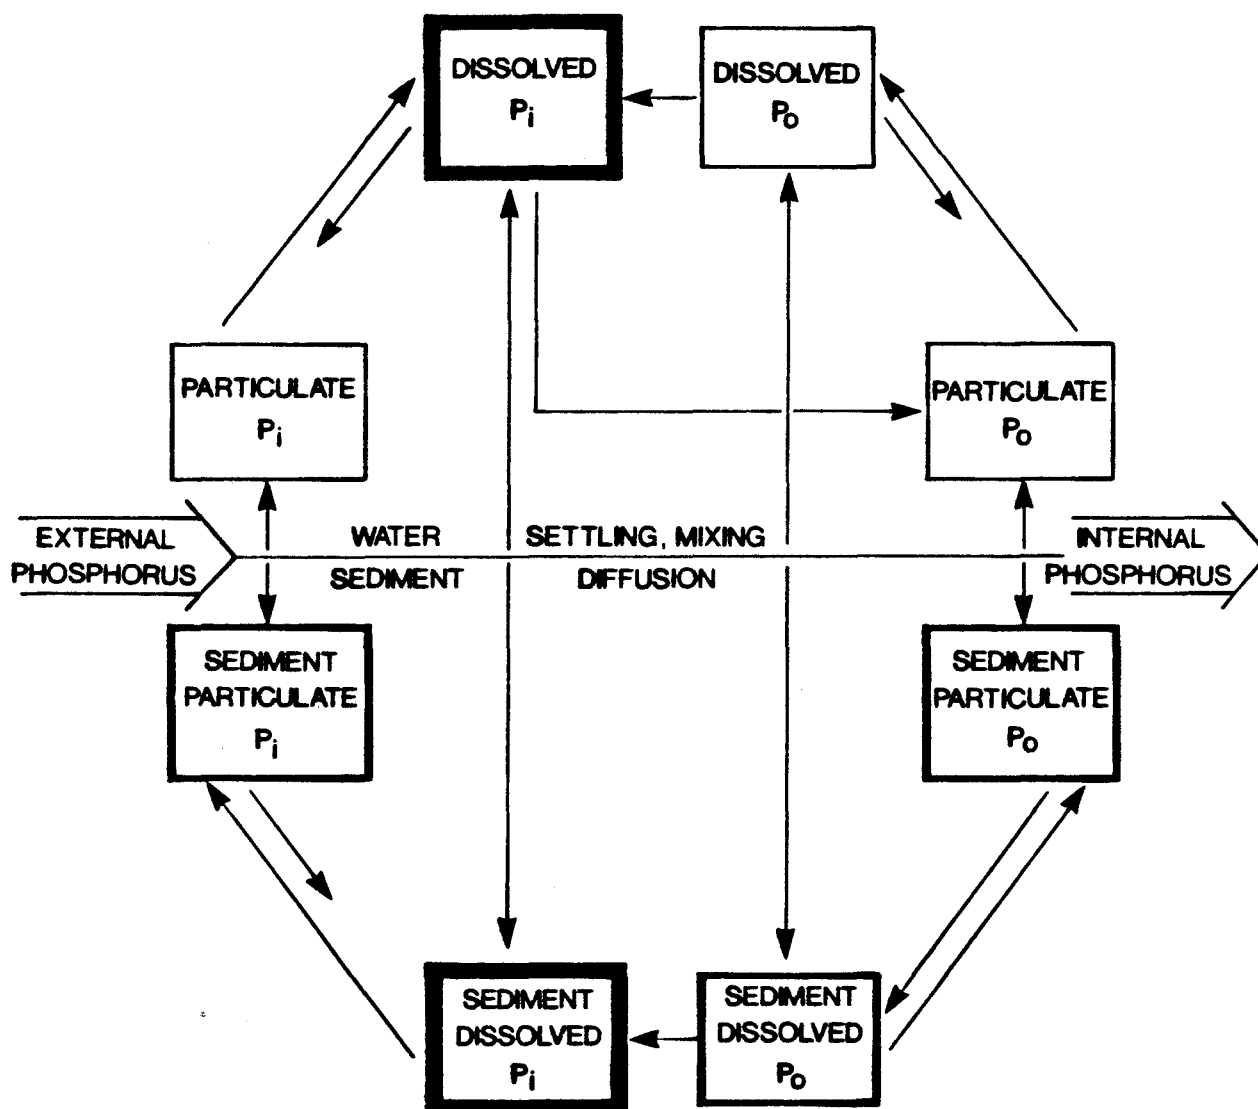 DISSOLVED
Pi
DISSOLVED
Po
PARTICULATE
Pi
PARTICULATE
Po
EXTERNAL
PHOSPHORUS
WATER
SEDIMENT
SETTLING, MIXING
DIFFUSION
INTERNAL
PHOSPHORUS
SEDIMENT
PARTICULATE
Pi
SEDIMENT
PARTICULATE
Po
SEDIMENT
DISSOLVED
Pi
SEDIMENT
DISSOLVED
Po